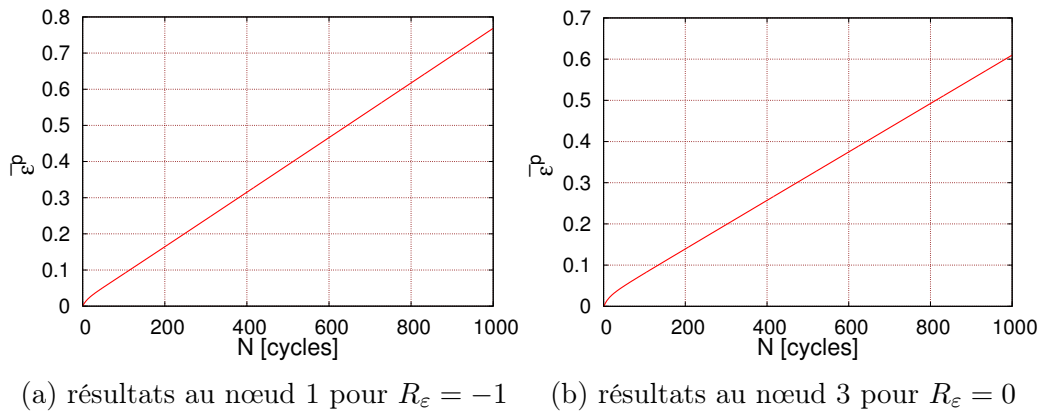 0.8
0.7
0.6
0.5
0.4
0.3
0.2
0.1
0
ε̅ᵖ
0 200 400 600 800 1000
N [cycles]
(a) résultats au nœud 1 pour R_ε = −1
0.7
0.6
0.5
0.4
0.3
0.2
0.1
0
ε̅ᵖ
0 200 400 600 800 1000
N [cycles]
(b) résultats au nœud 3 pour R_ε = 0